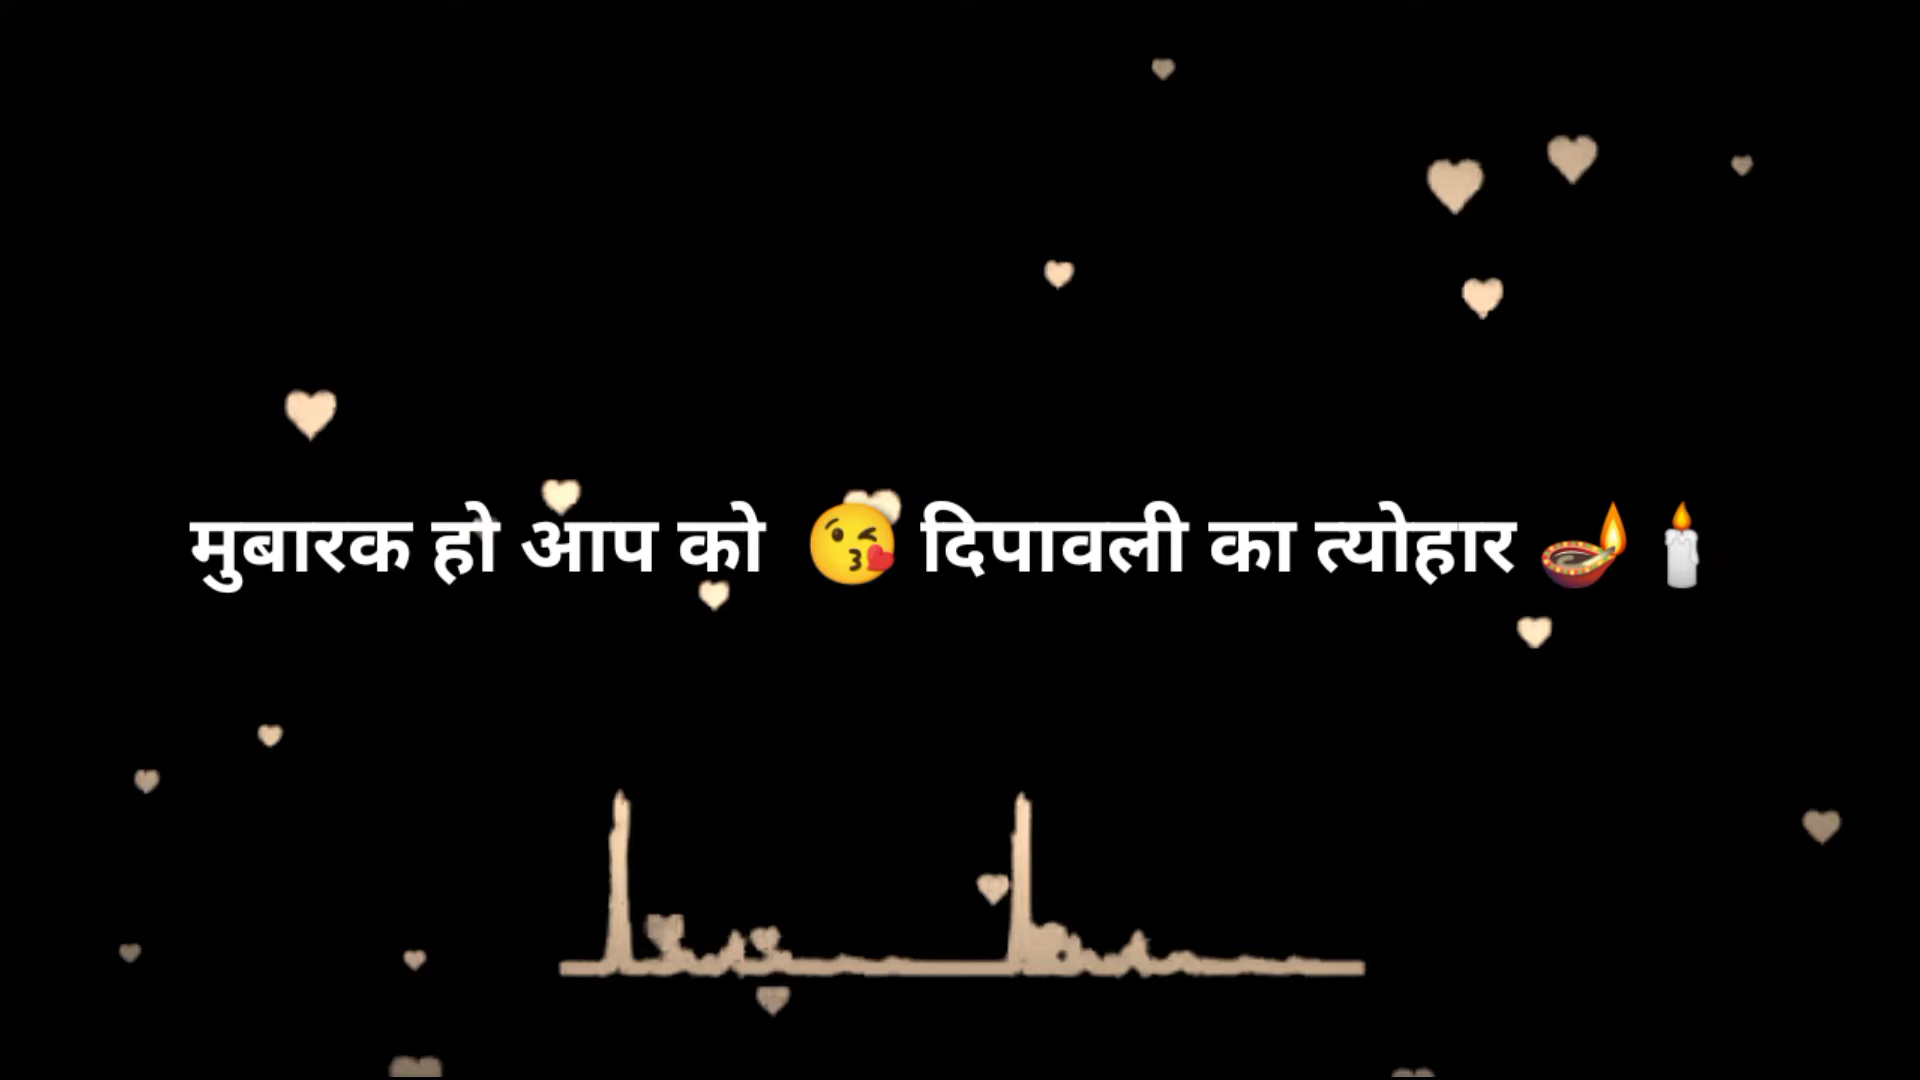 मुबारक हो आप को 😘 दिपावली का त्योहार 🪔🕯️